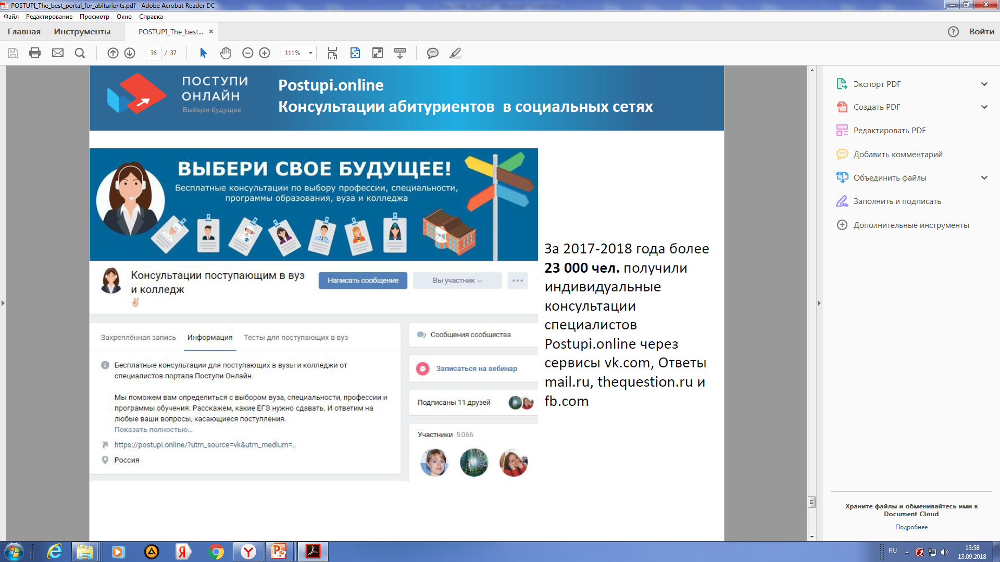 POSTUPI_The_best_portal_for_abiturients.pdf - Adobe Acrobat Reader DC
Файл Редактирование Просмотр Окно Справка
Главная Инструменты POSTUPI_The_best... × Войти
36 / 37 111%
ПОСТУПИ
ОНЛАЙН
Выбери будущее
Postupi.online
Консультации абитуриентов в социальных сетях
ВЫБЕРИ СВОЕ БУДУЩЕЕ!
Бесплатные консультации по выбору профессии, специальности,
программы образования, вуза и колледжа
Консультации поступающим в вуз
и колледж
Написать сообщение
Вы участник
Закреплённая запись Информация Тесты для поступающих в вуз
Бесплатные консультации для поступающих в вузы и колледжи от
специалистов портала Поступи Онлайн.
Мы поможем вам определиться с выбором вуза, специальности, профессии и
программы обучения. Расскажем, какие ЕГЭ нужно сдавать. И ответим на
любые ваши вопросы, касающиеся поступления.
Показать полностью...
https://postupi.online/?utm_source=vk&utm_medium=..
Россия
Сообщения сообщества
Записаться на вебинар
Подписаны 11 друзей
Участники 5066
За 2017-2018 года более
23 000 чел. получили
индивидуальные
консультации
специалистов
Postupi.online через
сервисы vk.com, Ответы
mail.ru, thequestion.ru и
fb.com
Экспорт PDF
Создать PDF
Редактировать PDF
Добавить комментарий
Объединить файлы
Заполнить и подписать
Дополнительные инструменты
Храните файлы и обменивайтесь ими в
Document Cloud
Подробнее
RU
13:58
13.09.2018